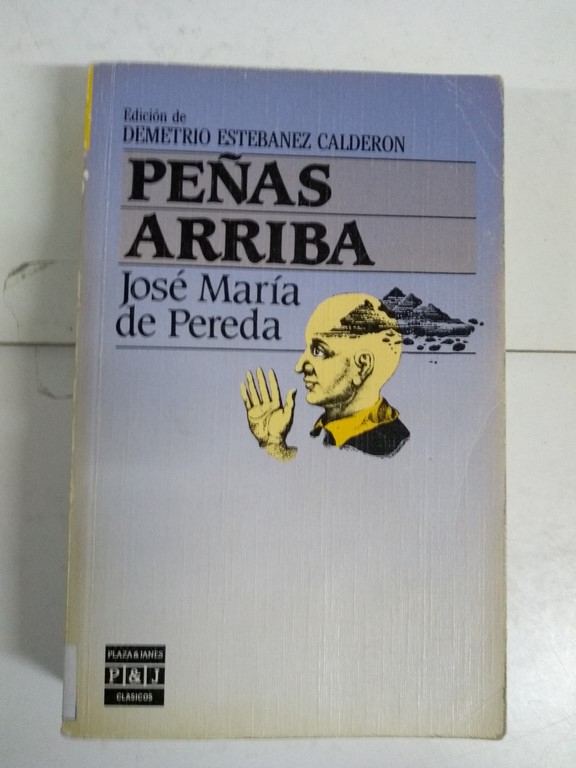 Edición de
DEMETRIO ESTEBANEZ CALDERON
PEÑAS
ARRIBA
José María
de Pereda
PLAZA & JANES
P & J
CLASICOS